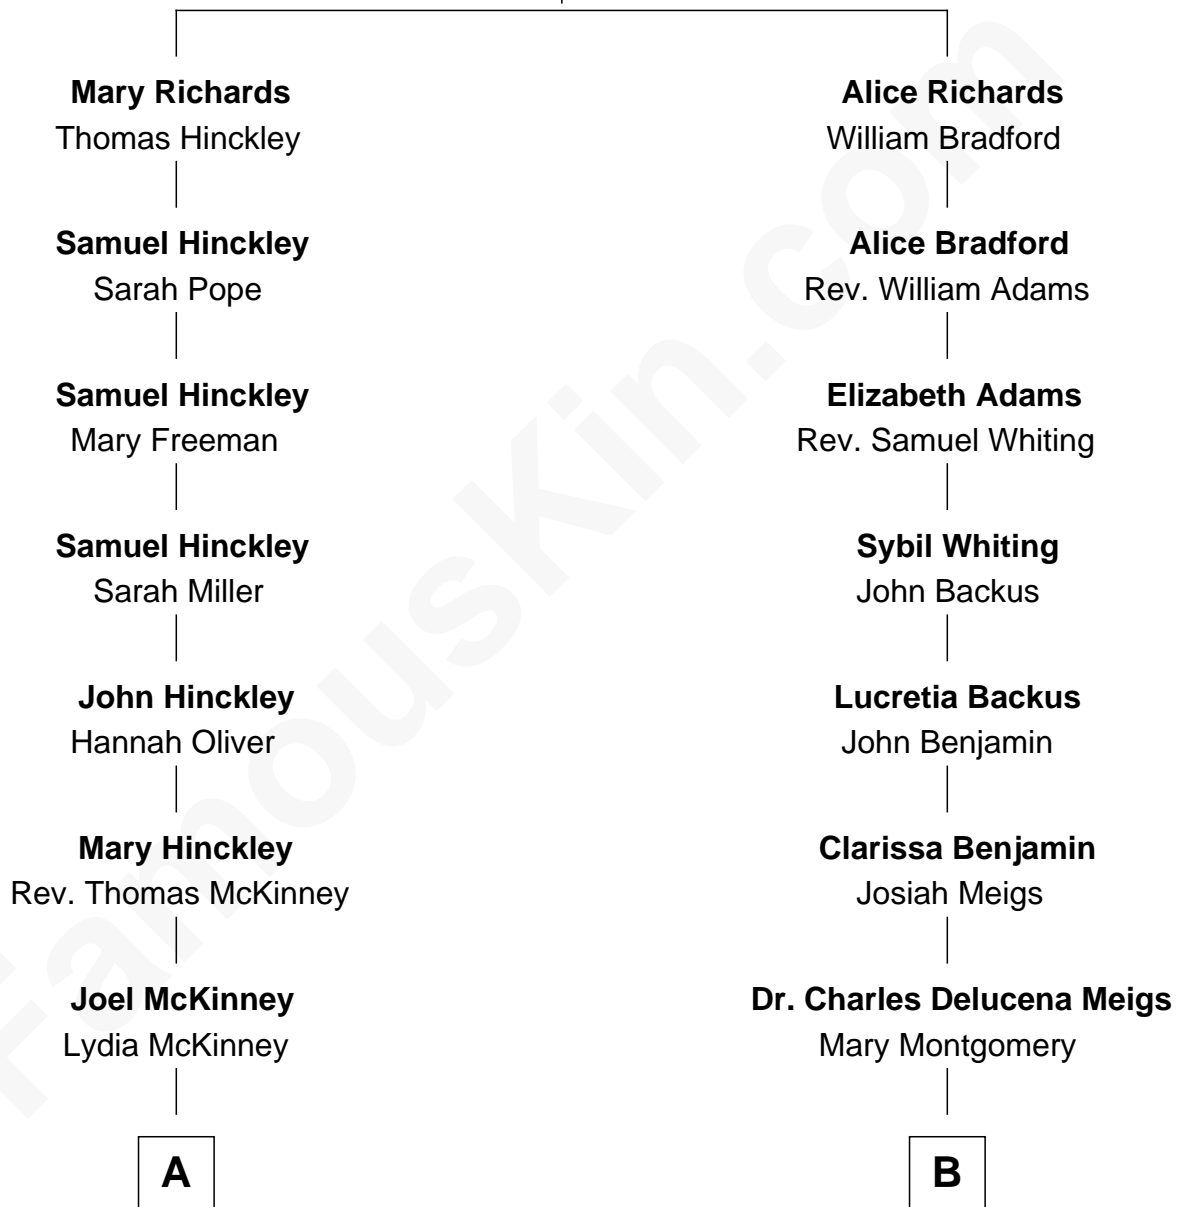 Mary Richards
Thomas Hinckley
Samuel Hinckley
Sarah Pope
Samuel Hinckley
Mary Freeman
Samuel Hinckley
Sarah Miller
John Hinckley
Hannah Oliver
Mary Hinckley
Rev. Thomas McKinney
Joel McKinney
Lydia McKinney
A
Alice Richards
William Bradford
Alice Bradford
Rev. William Adams
Elizabeth Adams
Rev. Samuel Whiting
Sybil Whiting
John Backus
Lucretia Backus
John Benjamin
Clarissa Benjamin
Josiah Meigs
Dr. Charles Delucena Meigs
Mary Montgomery
B
FamousKin.com